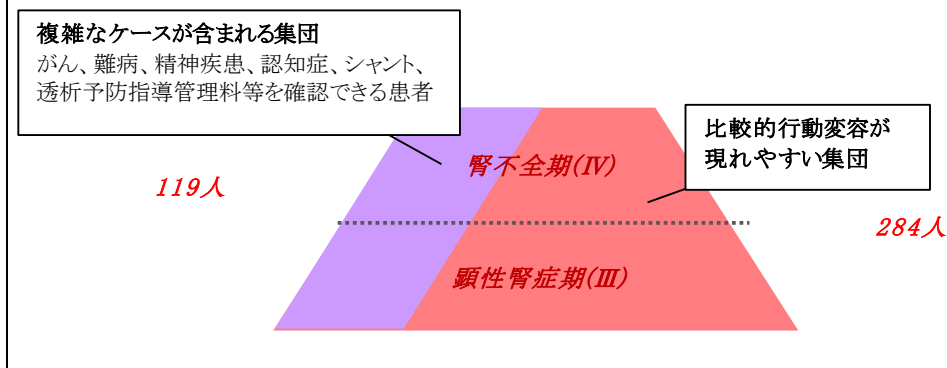 複雑なケースが含まれる集団
がん、難病、精神疾患、認知症、シャント、
透析予防指導管理料等を確認できる患者
比較的行動変容が
現れやすい集団
腎不全期(Ⅳ)
119人
284人
顕性腎症期(Ⅲ)